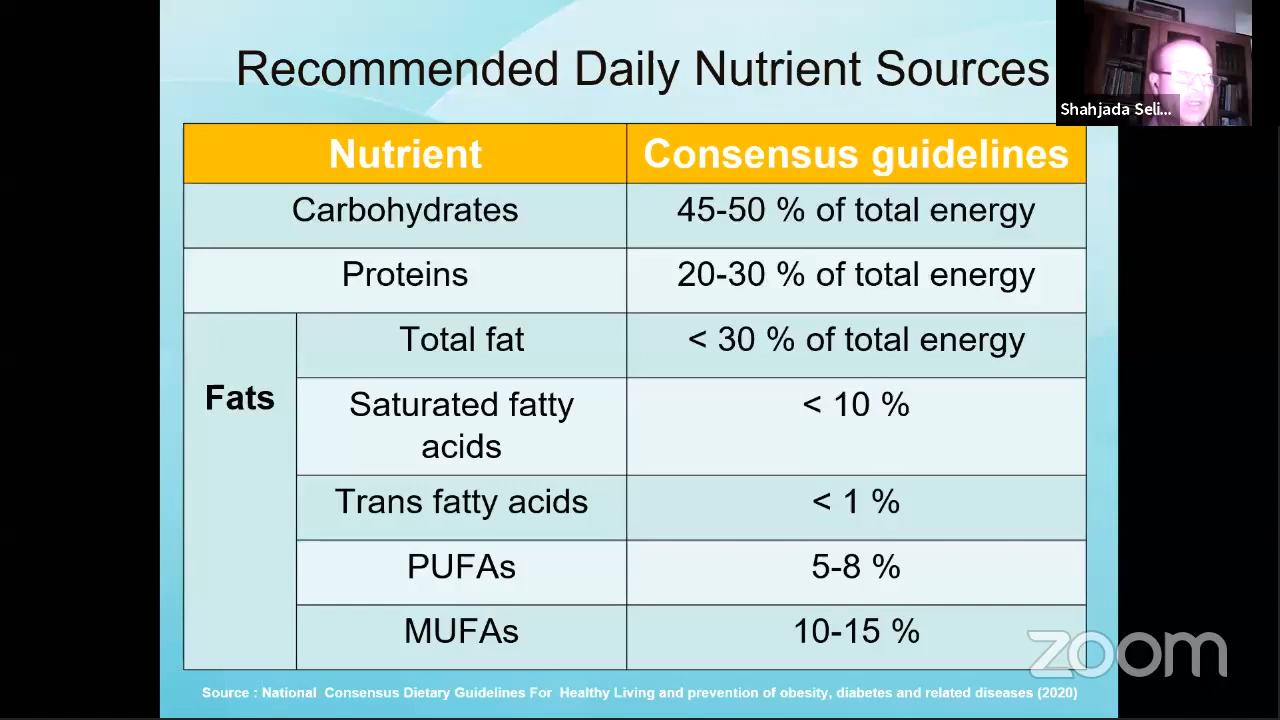 Recommended Daily Nutrient Sources
Shahjada Seli...
Nutrient Consensus guidelines
Carbohydrates 45-50 % of total energy
Proteins 20-30 % of total energy
Fats
Total fat < 30 % of total energy
Saturated fatty acids < 10 %
Trans fatty acids < 1 %
PUFAs 5-8 %
MUFAs 10-15 %
zoom
Source : National Consensus Dietary Guidelines For Healthy Living and prevention of obesity, diabetes and related diseases (2020)